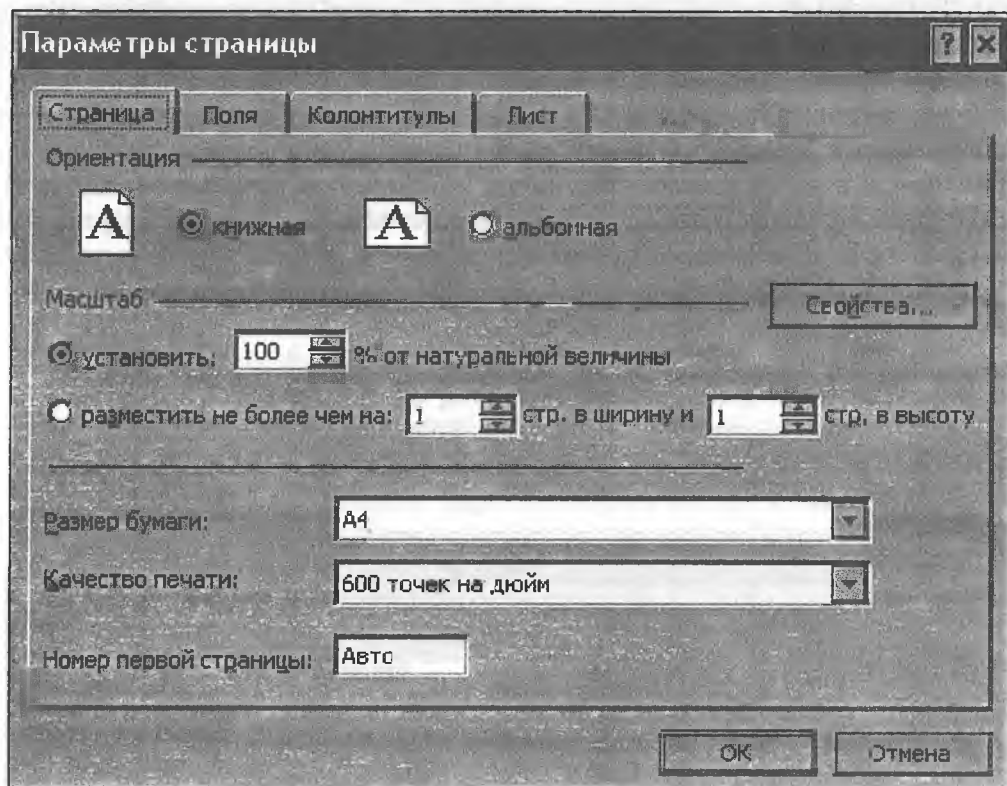 Параметры страницы ? ×
Страница Поля Колонтитулы Лист
Ориентация
A книжная A альбомная
Масштаб Свойства...
установить: 100 % от натуральной величины
разместить не более чем на: 1 стр. в ширину и 1 стр. в высоту
Размер бумаги: A4
Качество печати: 600 точек на дюйм
Номер первой страницы: Авто
OK Отмена